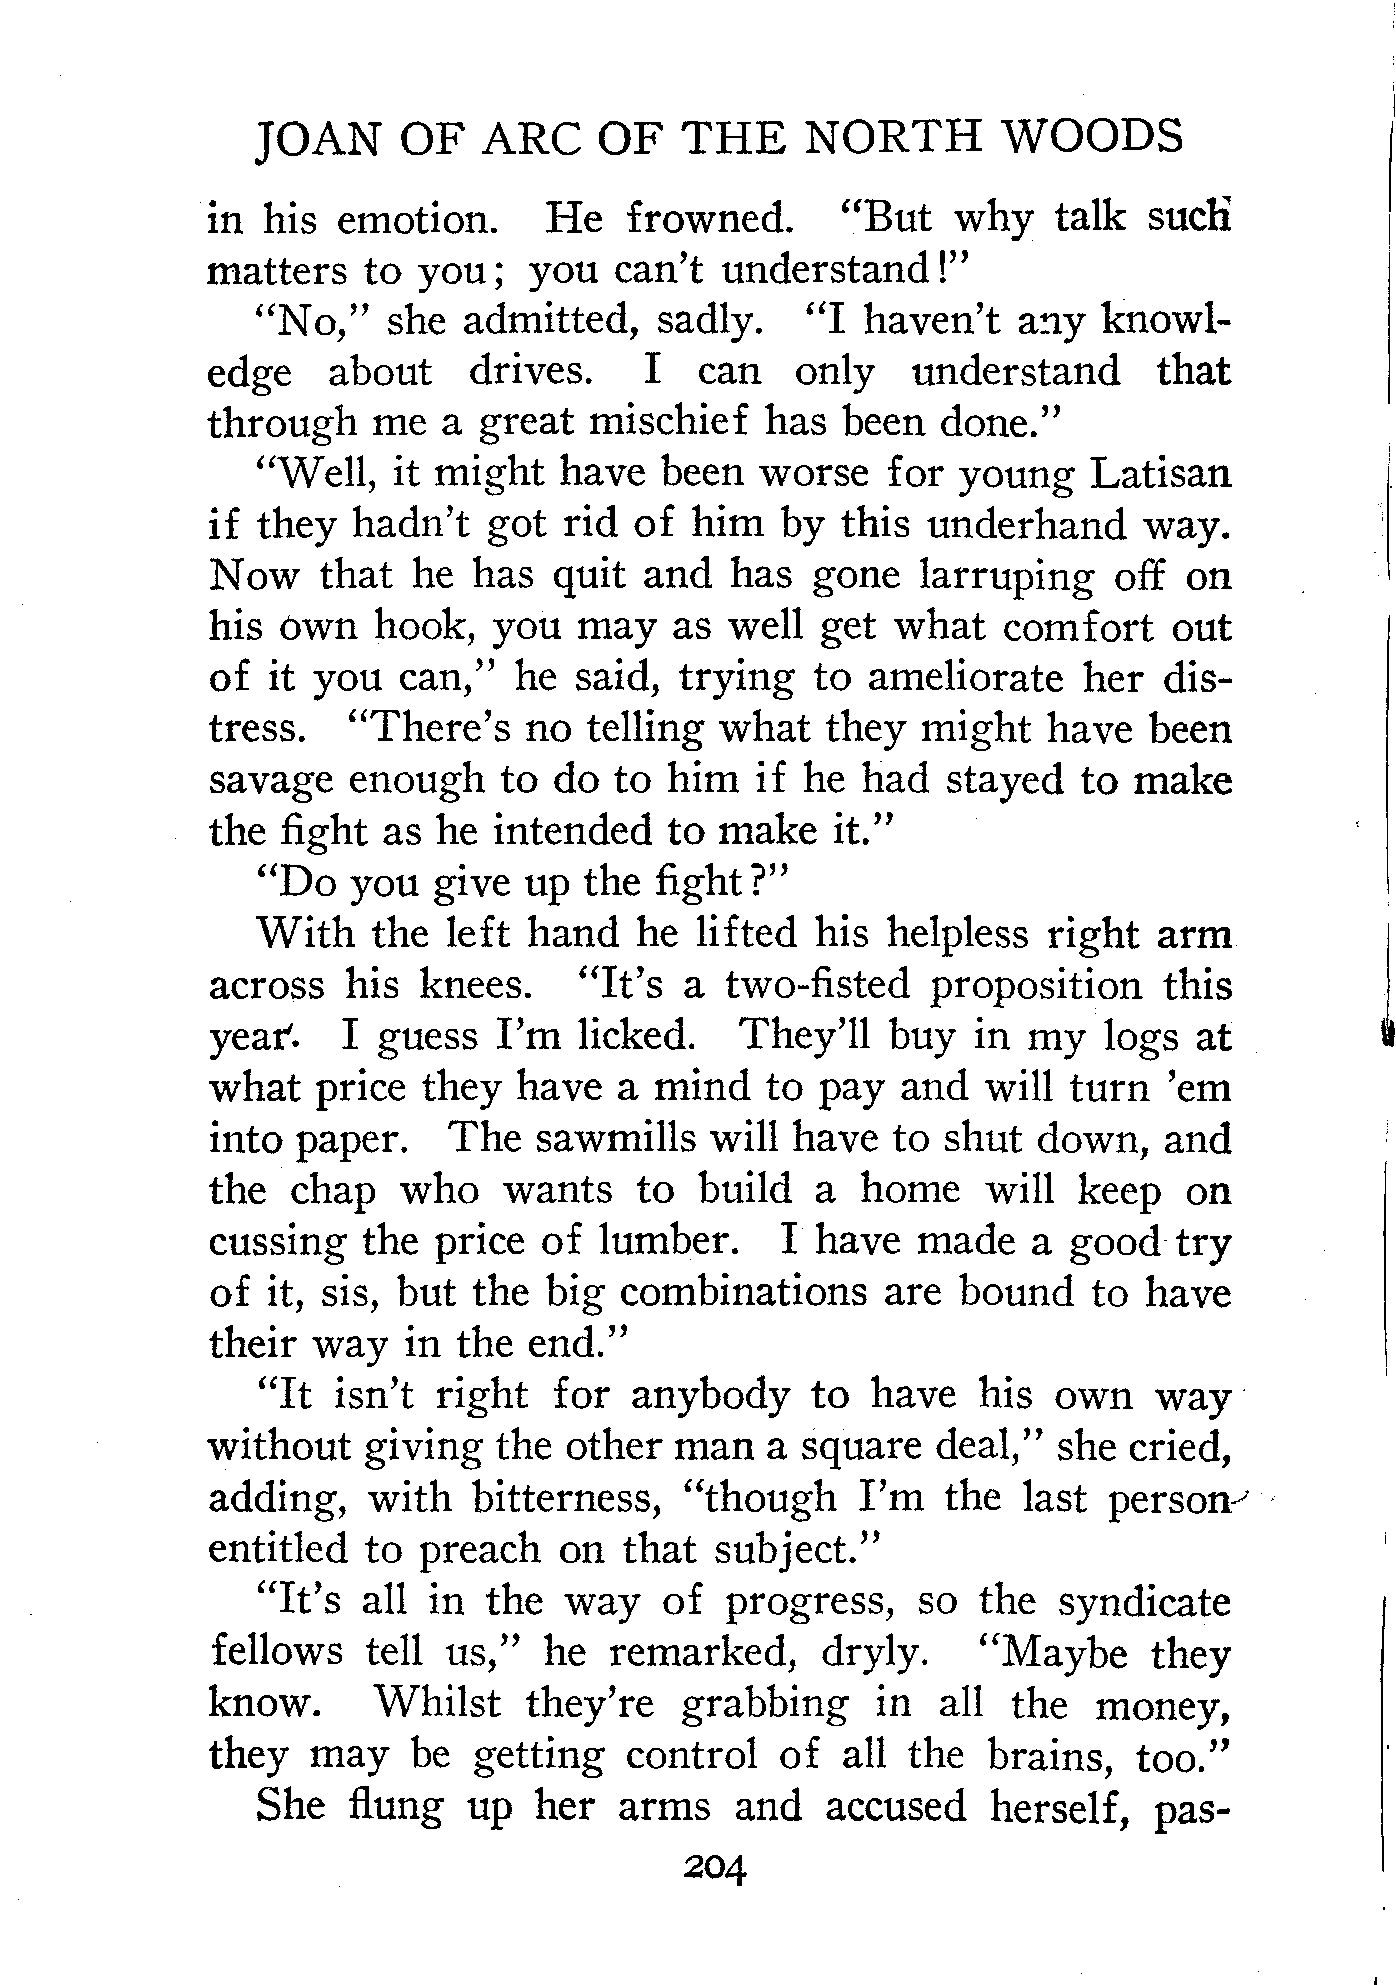 JOAN OF ARC OF THE NORTH WOODS
in his emotion. He frowned. “But why talk such
matters to you; you can't understand!”
“No,” she admitted, sadly. “I haven't any knowl-
edge about drives. I can only understand that
through me a great mischief has been done.”
“Well, it might have been worse for young Latisan
if they hadn't got rid of him by this underhand way.
Now that he has quit and has gone larruping off on
his own hook, you may as well get what comfort out
of it you can,” he said, trying to ameliorate her dis-
tress. “There's no telling what they might have been
savage enough to do to him if he had stayed to make
the fight as he intended to make it.”
“Do you give up the fight?”
With the left hand he lifted his helpless right arm
across his knees. “It's a two-fisted proposition this
year. I guess I'm licked. They'll buy in my logs at
what price they have a mind to pay and will turn 'em
into paper. The sawmills will have to shut down, and
the chap who wants to build a home will keep on
cussing the price of lumber. I have made a good try
of it, sis, but the big combinations are bound to have
their way in the end.”
“It isn't right for anybody to have his own way
without giving the other man a square deal,” she cried,
adding, with bitterness, “though I'm the last person
entitled to preach on that subject.”
“It's all in the way of progress, so the syndicate
fellows tell us,” he remarked, dryly. “Maybe they
know. Whilst they're grabbing in all the money,
they may be getting control of all the brains, too.”
She flung up her arms and accused herself, pas-
204